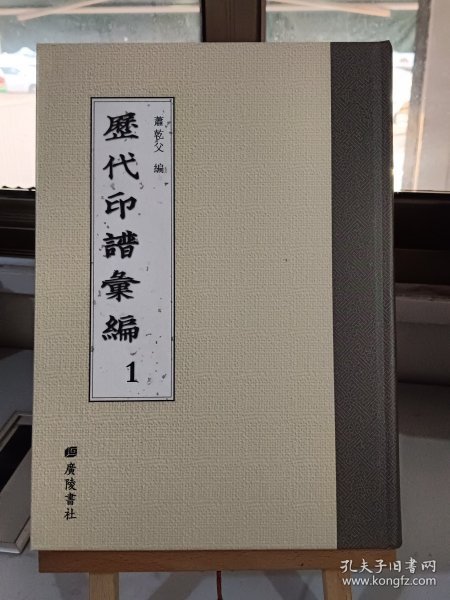 歷代印譜彙編
1
蕭乾父 編
廣陵書社
孔夫子旧书网
www.kongfz.com